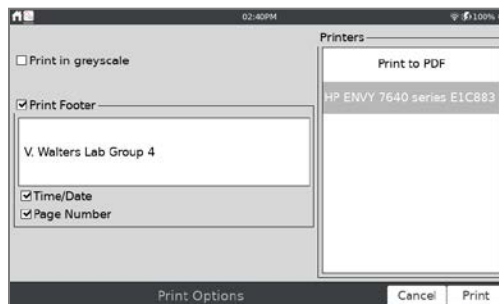 02:40PM
100%
Print in greyscale
Print Footer
V. Walters Lab Group 4
Time/Date
Page Number
Printers
Print to PDF
HP ENVY 7640 series E1C883
Print Options
Cancel
Print